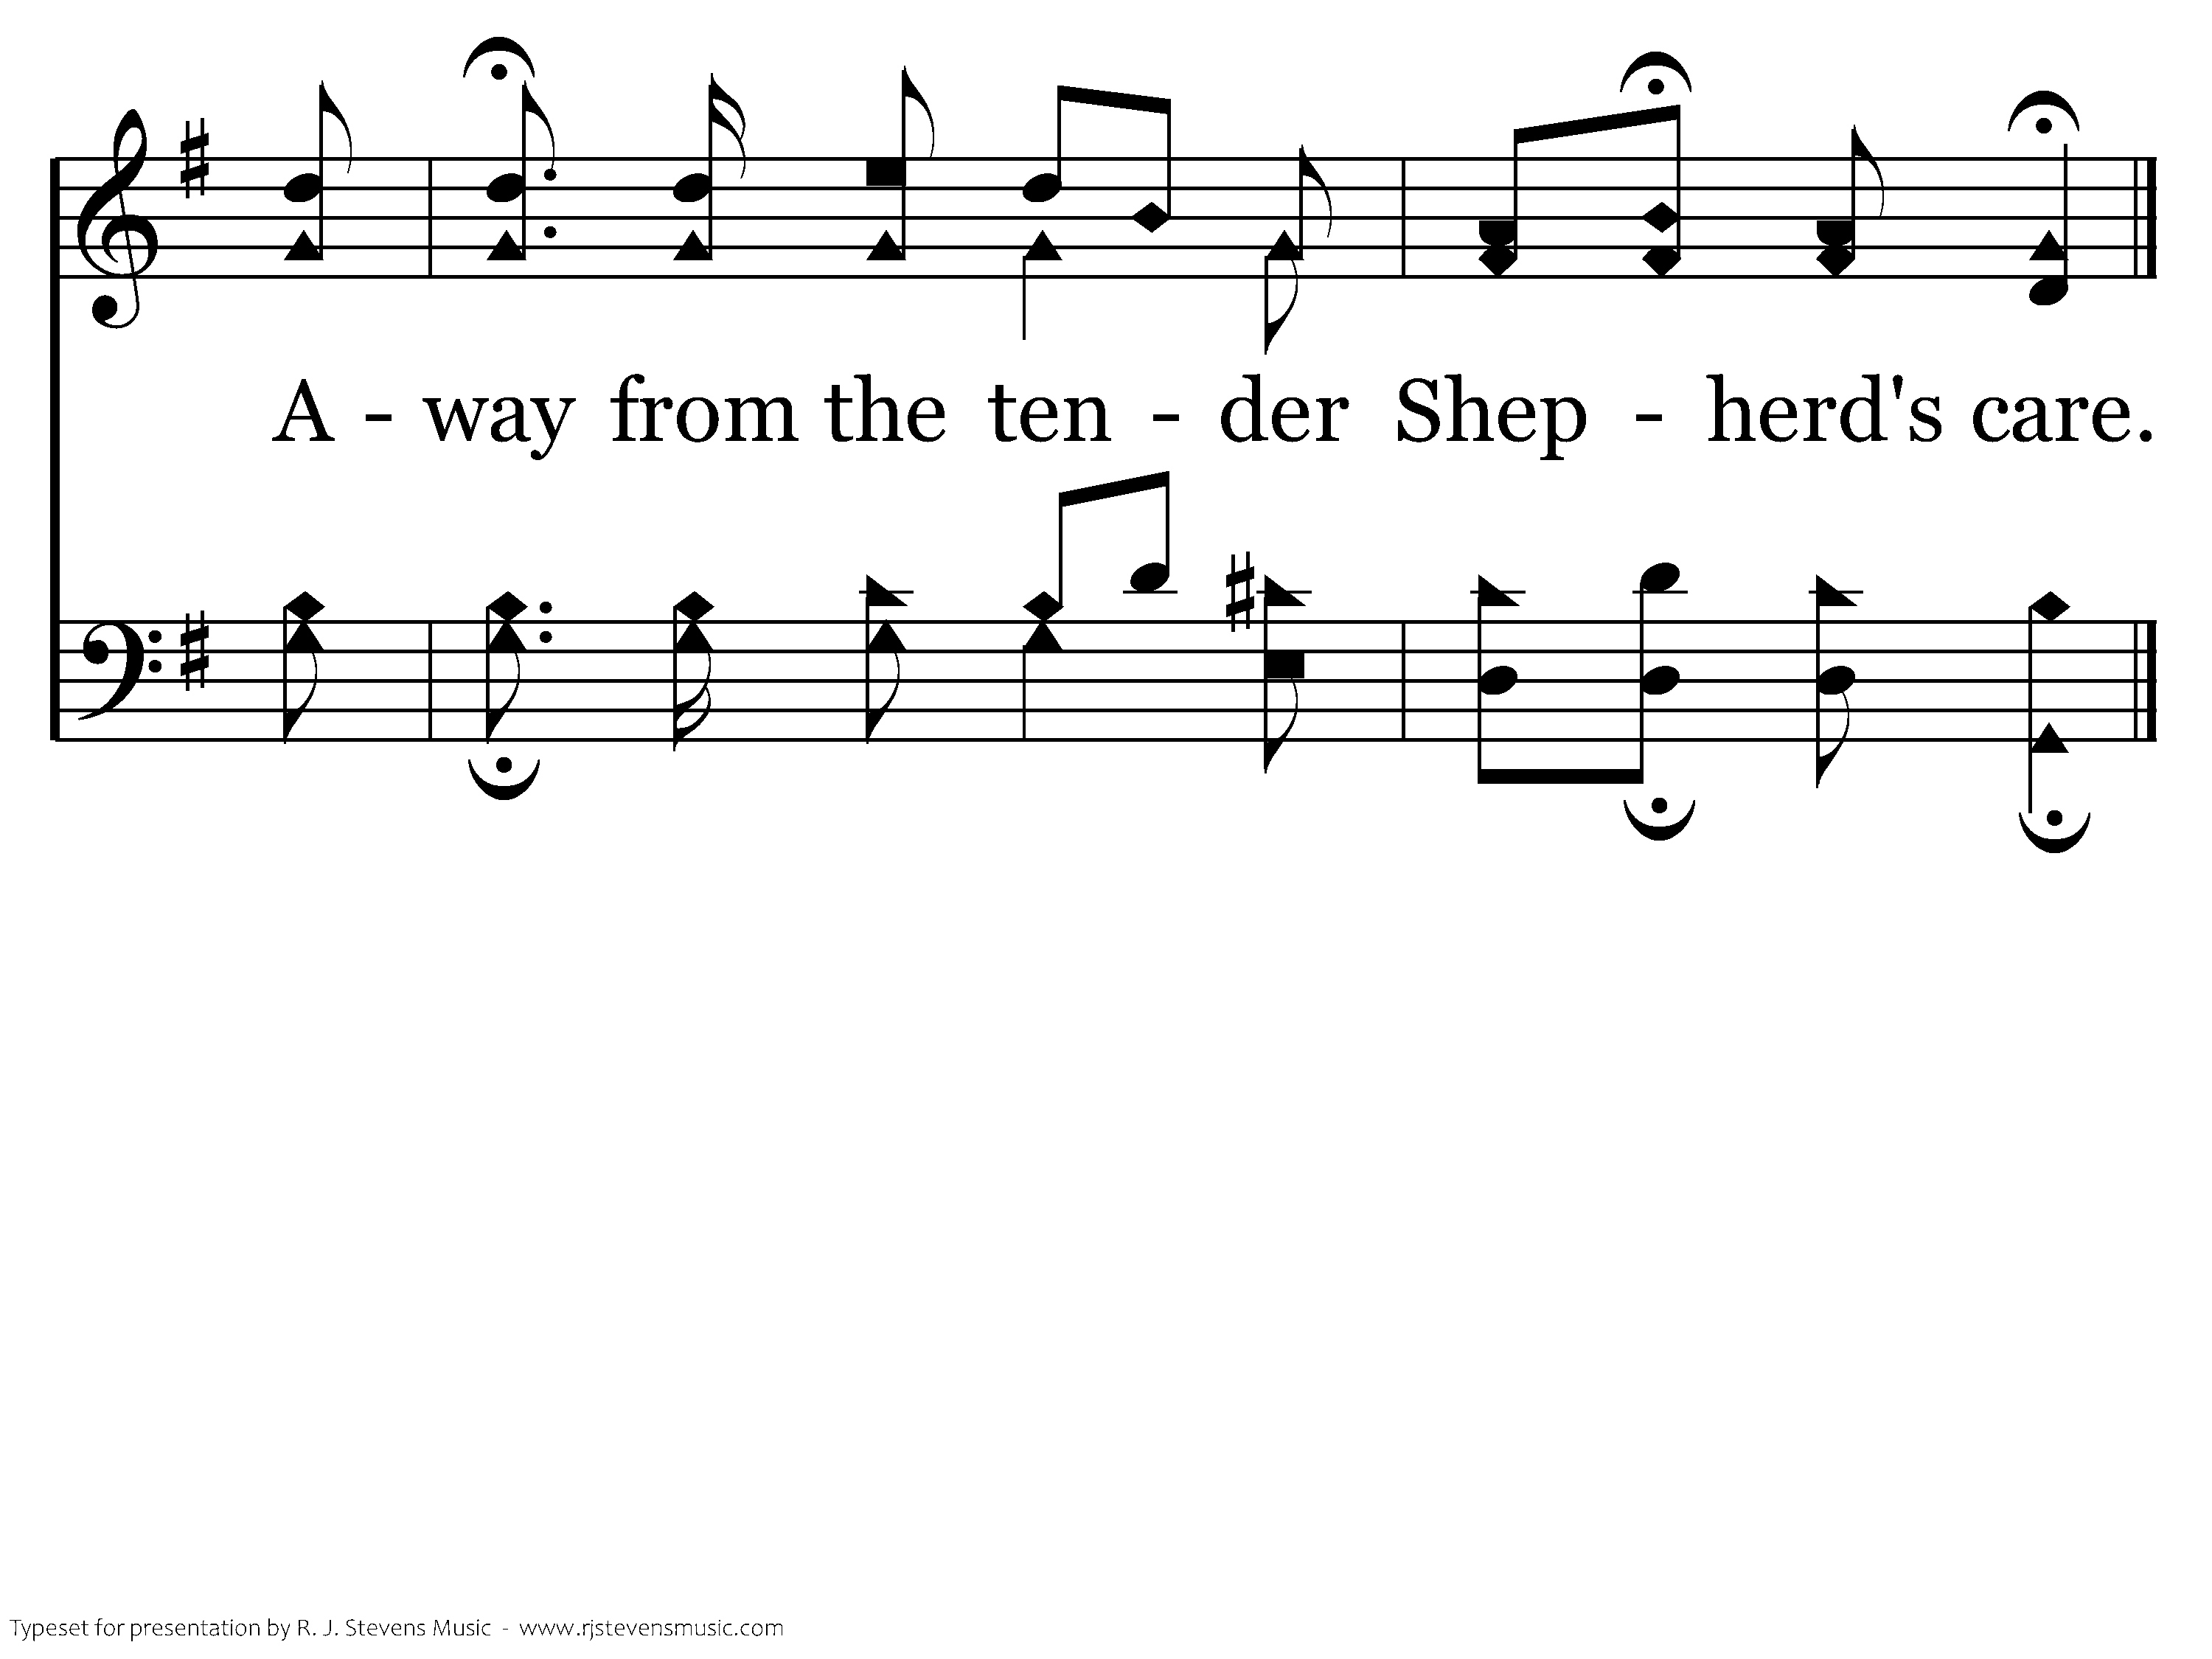 A - way from the ten - der Shep - herd's care.
Typeset for presentation by R. J. Stevens Music - www.rjstevensmusic.com